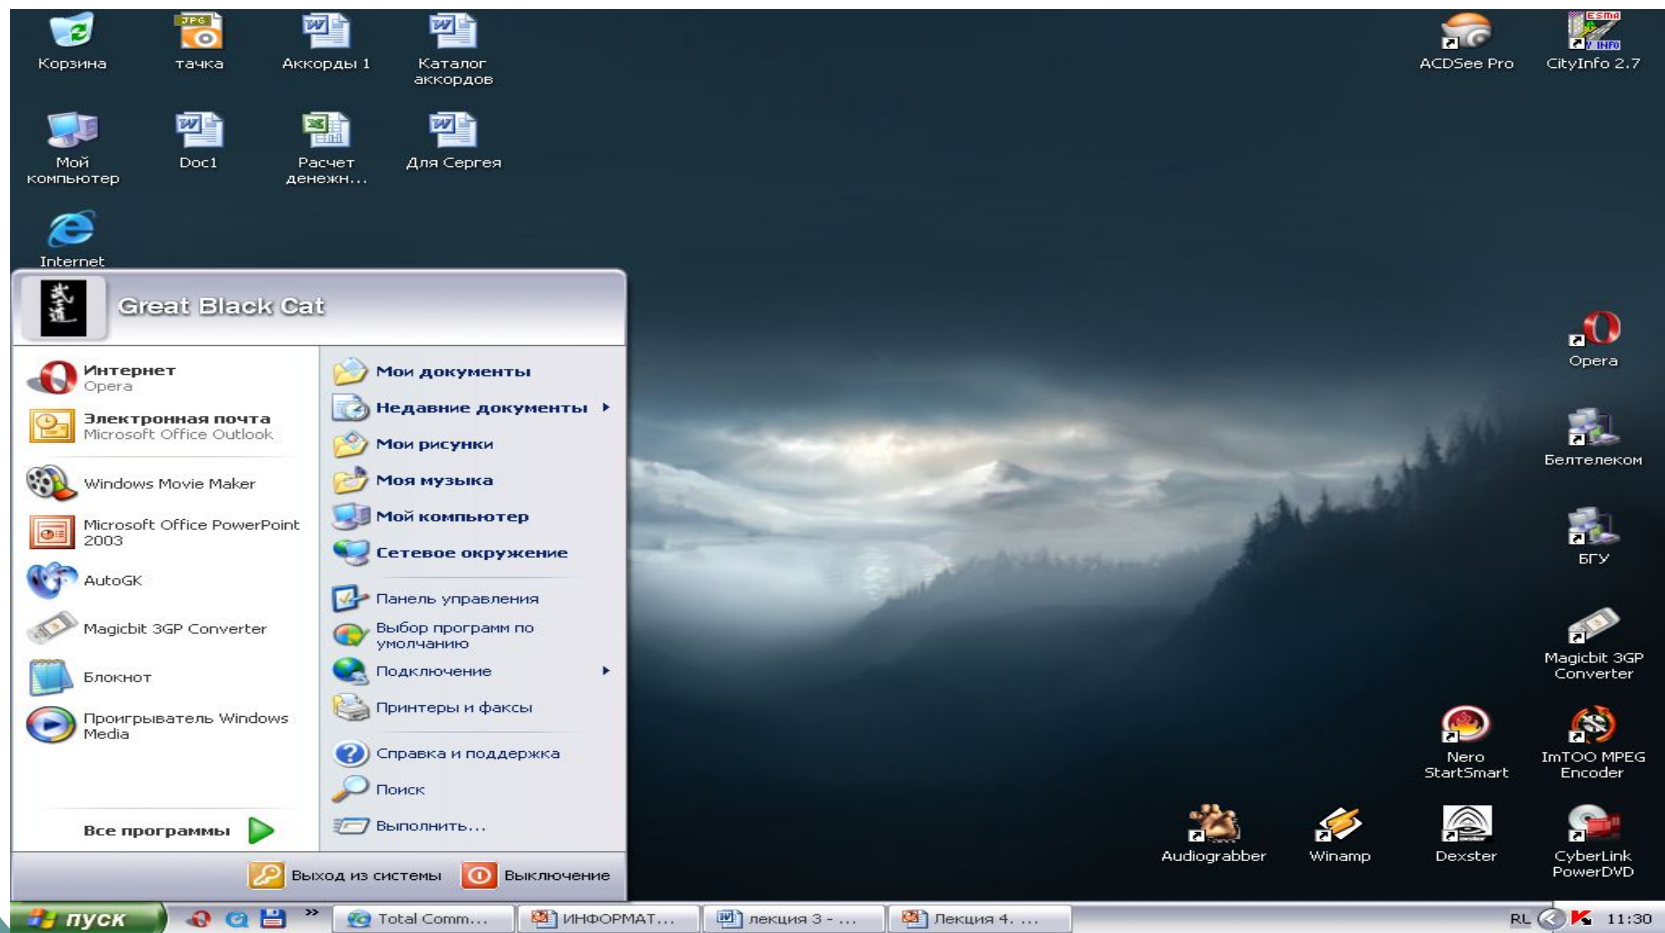 Корзина
тачка
Аккорды 1
Каталог
аккордов
ACDSee Pro
CityInfo 2.7
Мой
компьютер
Doc1
Расчет
денежн...
Для Сергея
Internet
Great Black Cat
Интернет
Opera
Электронная почта
Microsoft Office Outlook
Windows Movie Maker
Microsoft Office PowerPoint
2003
AutoGK
Magicbit 3GP Converter
Блокнот
Проигрыватель Windows
Media
Все программы
Мои документы
Недавние документы
Мои рисунки
Моя музыка
Мой компьютер
Сетевое окружение
Панель управления
Выбор программ по
умолчанию
Подключение
Принтеры и факсы
Справка и поддержка
Поиск
Выполнить...
Выход из системы
Выключение
Opera
Белтелеком
БГУ
Magicbit 3GP
Converter
Nero
StartSmart
ImTOO MPEG
Encoder
Audiograbber
Winamp
Dexster
CyberLink
PowerDVD
пуск
Total Comm...
ИНФОРМАТ...
лекция 3 - ...
Лекция 4. ...
RL
11:30